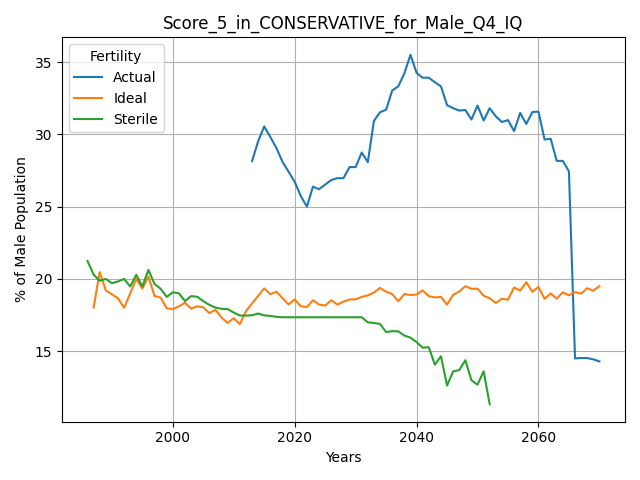 Score_5_in_CONSERVATIVE_for_Male_Q4_IQ
Fertility
Actual
Ideal
Sterile
% of Male Population
35
30
25
20
15
2000
2020
2040
2060
Years